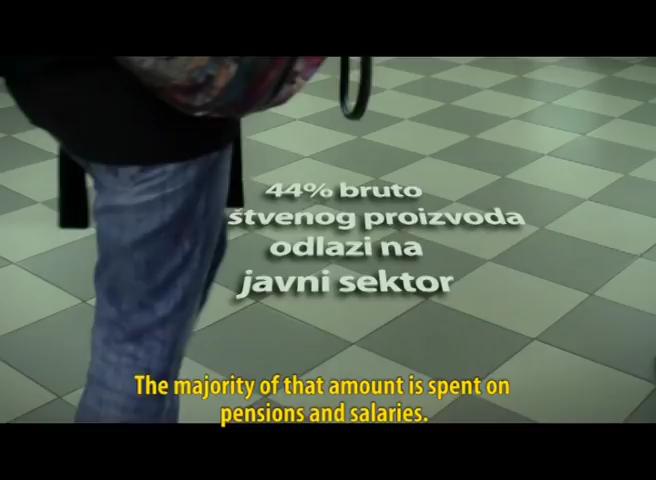 44% bruto
štvenog proizvoda
odlazi na
javni sektor
The majority of that amount is spent on
pensions and salaries.